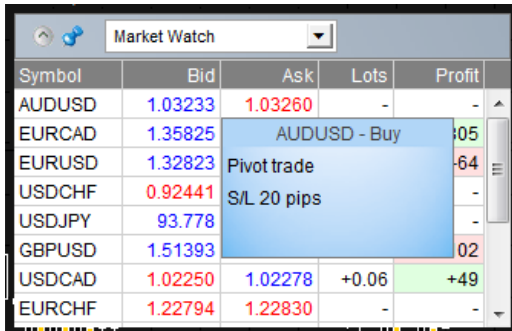 Market Watch
Symbol Bid Ask Lots Profit
AUDUSD 1.03233 1.03260 - -
EURCAD 1.35825 AUDUSD - Buy 305
EURUSD 1.32823 Pivot trade -64
USDCHF 0.92441 S/L 20 pips -
USDJPY 93.778 -
GBPUSD 1.51393 02
USDCAD 1.02250 1.02278 +0.06 +49
EURCHF 1.22794 1.22830 - -